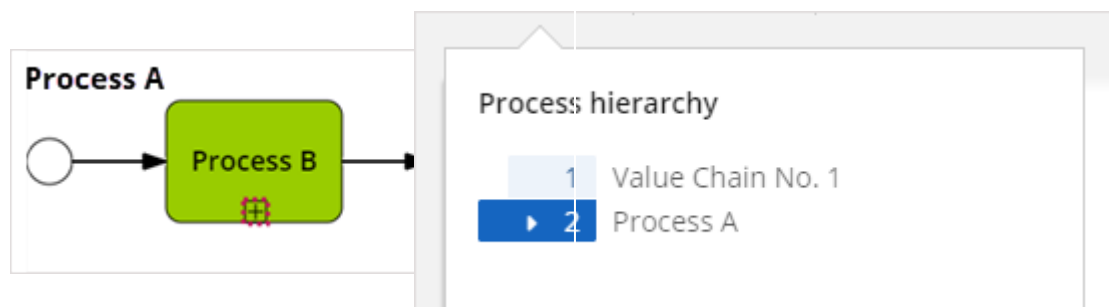 Process A
Process B
Process hierarchy
1 Value Chain No. 1
2 Process A